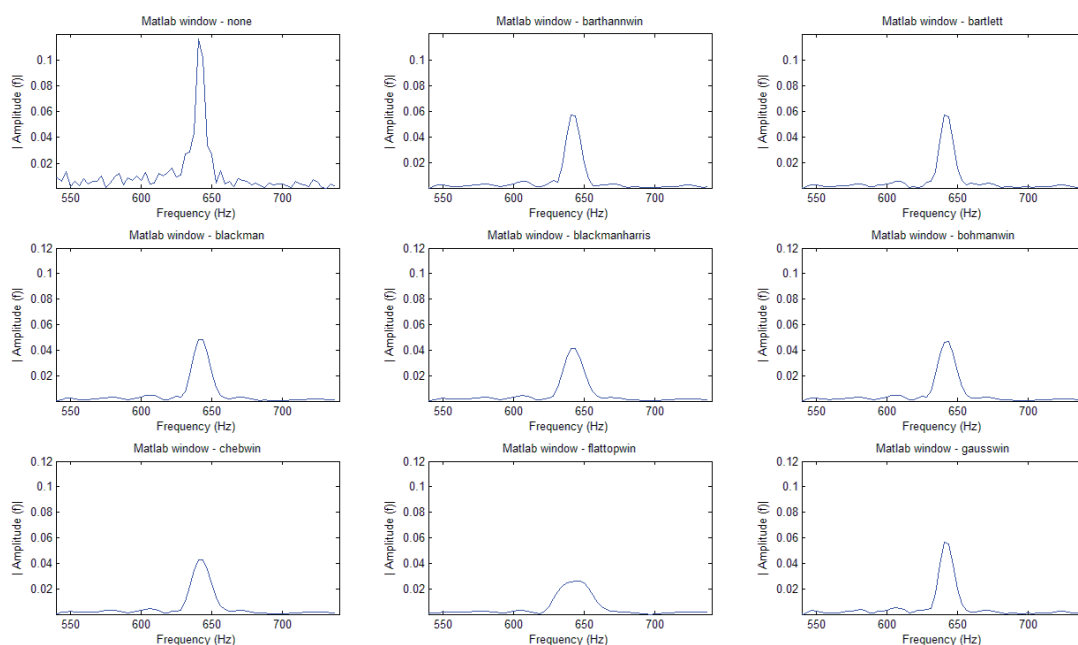 Matlab window - none
| Amplitude (f)|
0.1
0.08
0.06
0.04
0.02
550 600 650 700
Frequency (Hz)
Matlab window - barthannwin
| Amplitude (f)|
0.1
0.08
0.06
0.04
0.02
550 600 650 700
Frequency (Hz)
Matlab window - bartlett
| Amplitude (f)|
0.1
0.08
0.06
0.04
0.02
550 600 650 700
Frequency (Hz)
Matlab window - blackman
| Amplitude (f)|
0.12
0.1
0.08
0.06
0.04
0.02
550 600 650 700
Frequency (Hz)
Matlab window - blackmanharris
| Amplitude (f)|
0.12
0.1
0.08
0.06
0.04
0.02
550 600 650 700
Frequency (Hz)
Matlab window - bohmanwin
| Amplitude (f)|
0.12
0.1
0.08
0.06
0.04
0.02
550 600 650 700
Frequency (Hz)
Matlab window - chebwin
| Amplitude (f)|
0.12
0.1
0.08
0.06
0.04
0.02
550 600 650 700
Frequency (Hz)
Matlab window - flattopwin
| Amplitude (f)|
0.12
0.1
0.08
0.06
0.04
0.02
550 600 650 700
Frequency (Hz)
Matlab window - gausswin
| Amplitude (f)|
0.12
0.1
0.08
0.06
0.04
0.02
550 600 650 700
Frequency (Hz)